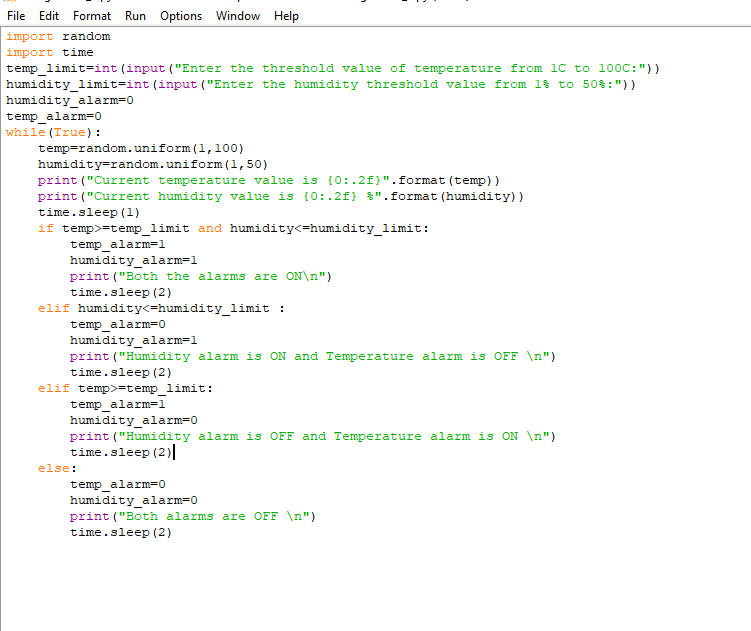 File Edit Format Run Options Window Help
import random
import time
temp_limit=int(input("Enter the threshold value of temperature from 1C to 100C:"))
humidity_limit=int(input("Enter the humidity threshold value from 1% to 50%:"))
humidity_alarm=0
temp_alarm=0
while(True):
    temp=random.uniform(1,100)
    humidity=random.uniform(1,50)
    print("Current temperature value is {0:.2f}".format(temp))
    print("Current humidity value is {0:.2f} %".format(humidity))
    time.sleep(1)
    if temp>=temp_limit and humidity<=humidity_limit:
        temp_alarm=1
        humidity_alarm=1
        print("Both the alarms are ON\n")
        time.sleep(2)
    elif humidity<=humidity_limit :
        temp_alarm=0
        humidity_alarm=1
        print("Humidity alarm is ON and Temperature alarm is OFF \n")
        time.sleep(2)
    elif temp>=temp_limit:
        temp_alarm=1
        humidity_alarm=0
        print("Humidity alarm is OFF and Temperature alarm is ON \n")
        time.sleep(2)
    else:
        temp_alarm=0
        humidity_alarm=0
        print("Both alarms are OFF \n")
        time.sleep(2)